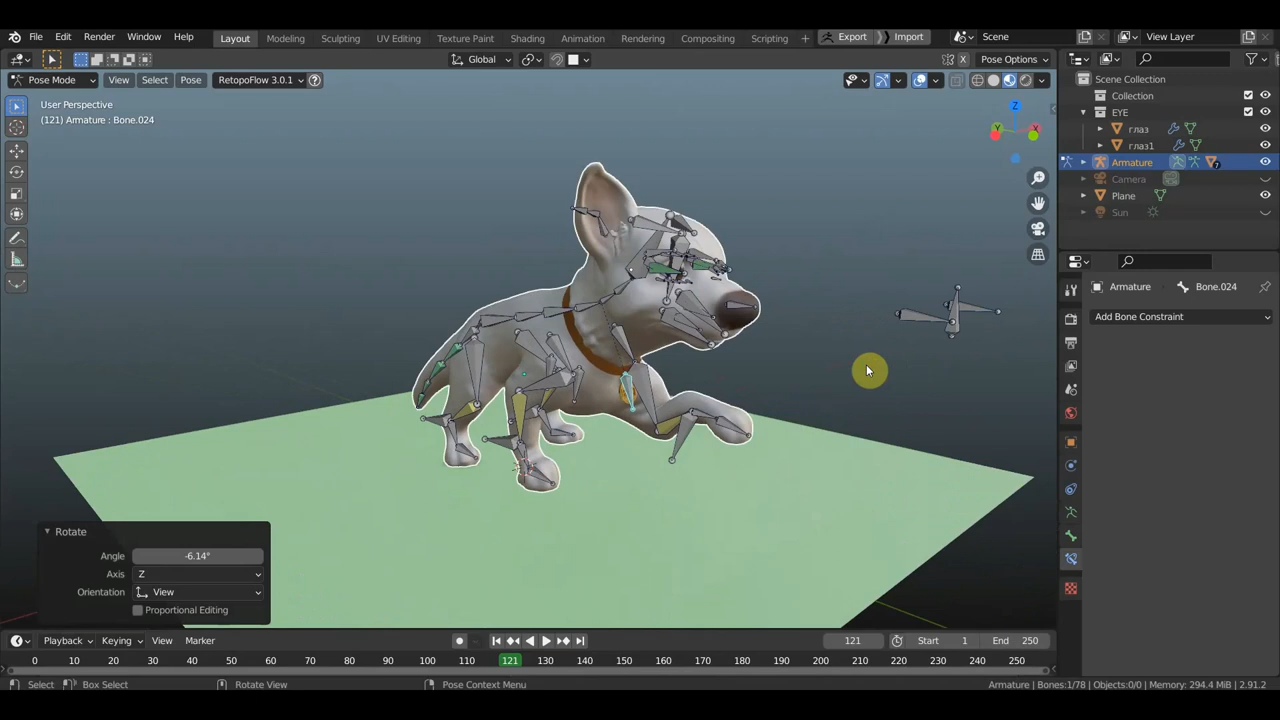 File Edit Render Window Help Layout Modeling Sculpting UV Editing Texture Paint Shading Animation Rendering Compositing Scripting + Export Import Scene View Layer
Global X Pose Options
Pose Mode View Select Pose RetopoFlow 3.0.1
User Perspective
(121) Armature : Bone.024
Z
Y
X
Scene Collection
Collection
EYE
глаз
глаз1
Armature 7
Camera
Plane
Sun
Armature Bone.024
Add Bone Constraint
Rotate
Angle -6.14°
Axis Z
Orientation View
Proportional Editing
Playback Keying View Marker 121 Start 1 End 250
0 10 20 30 40 50 60 70 80 90 100 110 121 130 140 150 160 170 180 190 200 210 220 230 240 250
Select Box Select Rotate View Pose Context Menu Armature | Bones:1/78 | Objects:0/0 | Memory: 294.4 MiB | 2.91.2